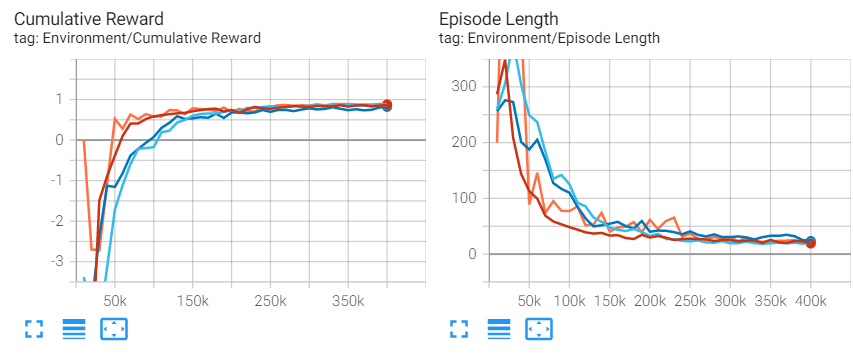 Cumulative Reward
tag: Environment/Cumulative Reward
1
0
-1
-2
-3
50k 150k 250k 350k
Episode Length
tag: Environment/Episode Length
300
200
100
0
50k 100k 150k 200k 250k 300k 350k 400k